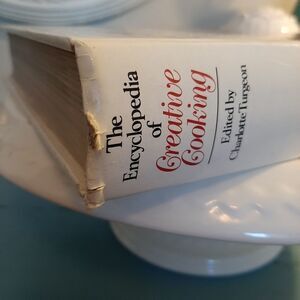 The
Encyclopedia
of
Creative
Cooking
Edited by
Charlotte Turgeon